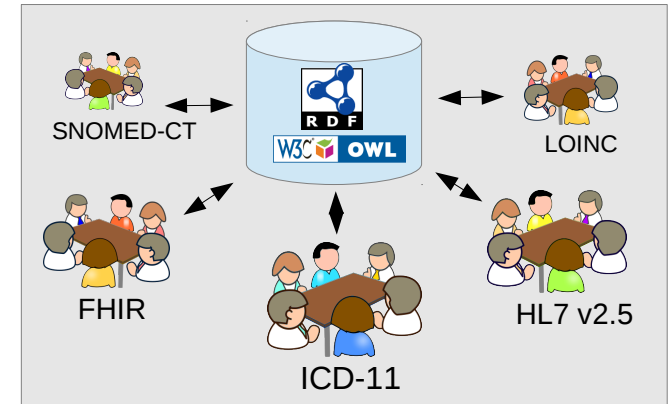 RDF
W3C OWL
SNOMED-CT
LOINC
FHIR
HL7 v2.5
ICD-11